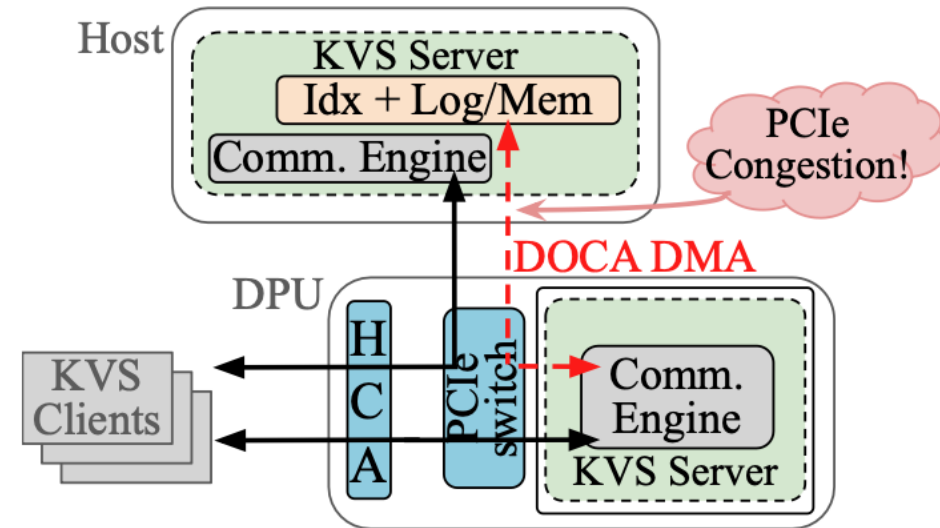 Host
KVS Server
Idx + Log/Mem
Comm. Engine
PCIe
Congestion!
DOCA DMA
DPU
H
C
A
PCIe
switch
KVS
Clients
Comm.
Engine
KVS Server